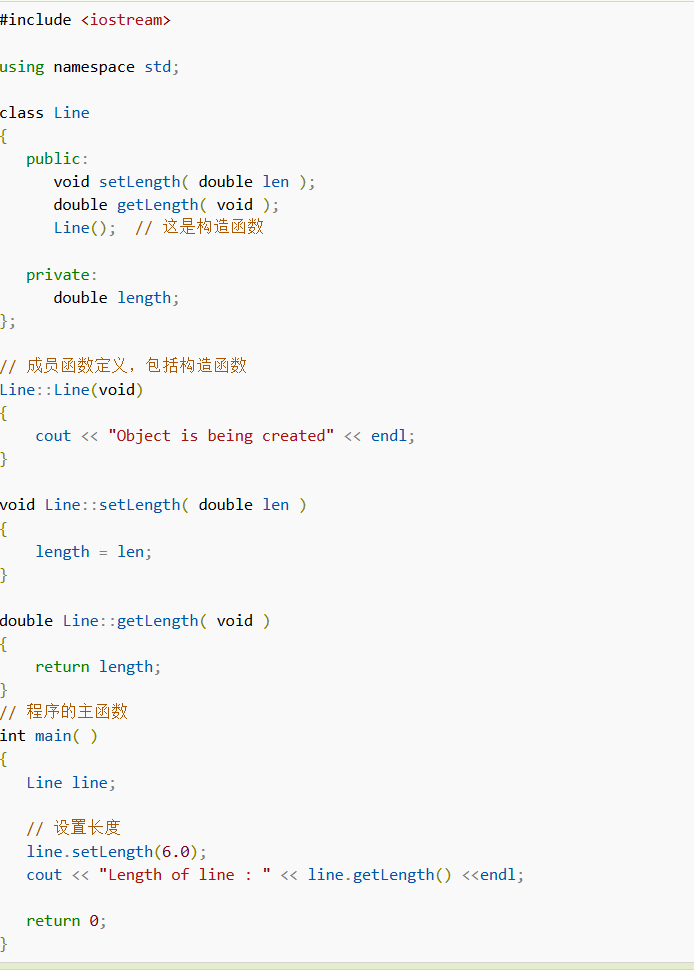 #include <iostream>
using namespace std;
class Line
{
   public:
      void setLength( double len );
      double getLength( void );
      Line();  // 这是构造函数
   private:
      double length;
};
// 成员函数定义，包括构造函数
Line::Line(void)
{
    cout << "Object is being created" << endl;
}
void Line::setLength( double len )
{
    length = len;
}
double Line::getLength( void )
{
    return length;
}
// 程序的主函数
int main( )
{
   Line line;
   // 设置长度
   line.setLength(6.0);
   cout << "Length of line : " << line.getLength() <<endl;
   return 0;
}